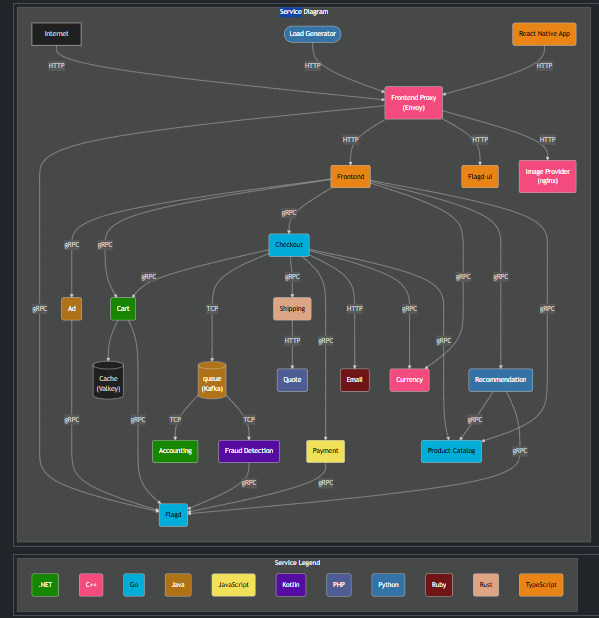 Service Diagram
Internet
Load Generator
React Native App
HTTP
HTTP
HTTP
Frontend Proxy
(Envoy)
HTTP
HTTP
HTTP
Frontend
Flagd-ui
Image Provider
(nginx)
gRPC
gRPC
gRPC
Checkout
gRPC
gRPC
gRPC
gRPC
gRPC
Ad
Cart
TCP
Shipping
HTTP
gRPC
gRPC
gRPC
HTTP
gRPC
gRPC
Cache
(Valkey)
queue
(Kafka)
Quote
Email
Currency
Recommendation
gRPC
gRPC
TCP
TCP
gRPC
Accounting
Fraud Detection
Payment
Product Catalog
gRPC
gRPC
gRPC
Flagd
Service Legend
.NET
C++
Go
Java
JavaScript
Kotlin
PHP
Python
Ruby
Rust
TypeScript